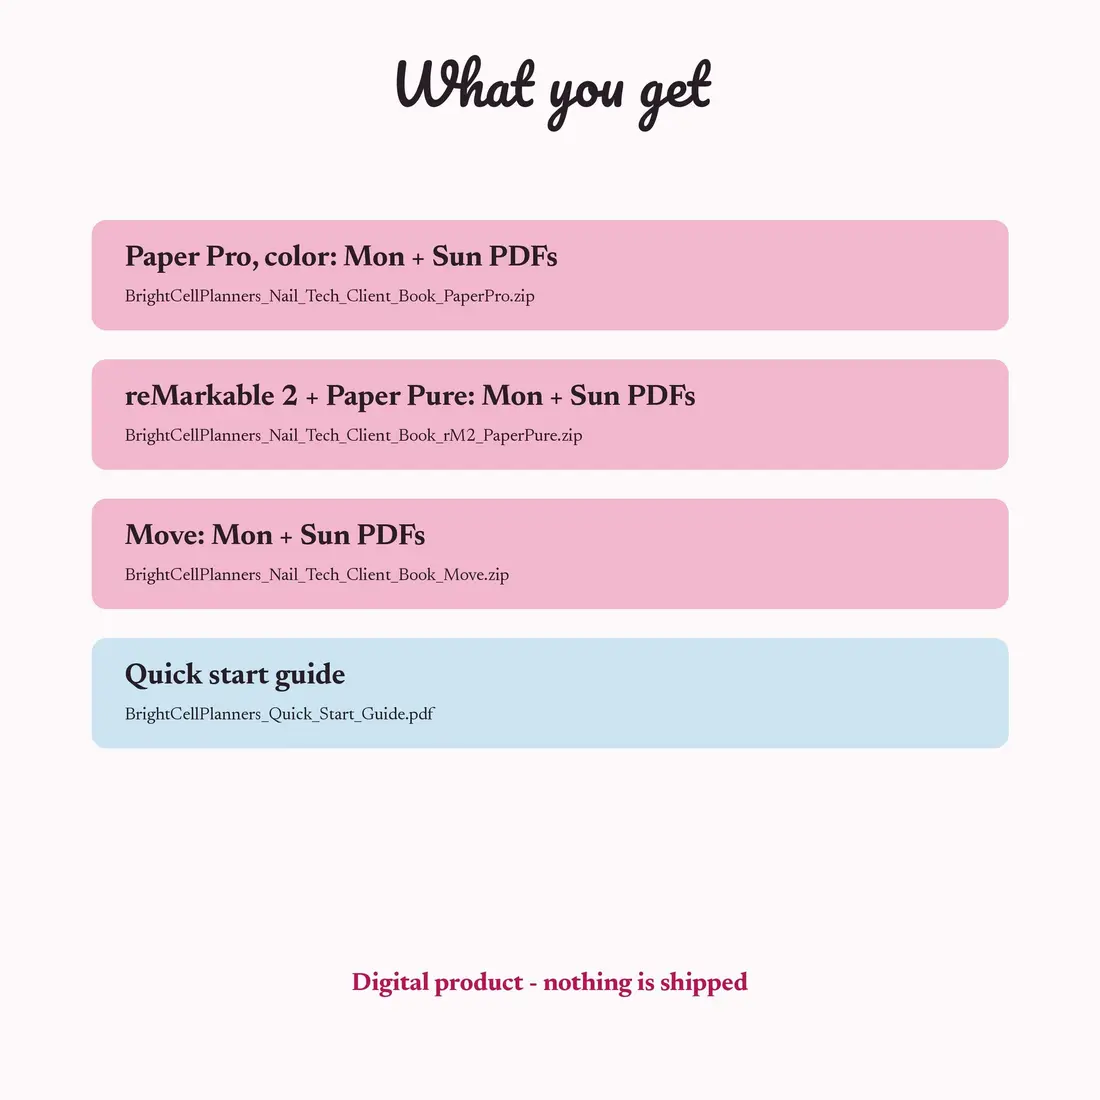 What you get
Paper Pro, color: Mon + Sun PDFs
BrightCellPlanners_Nail_Tech_Client_Book_PaperPro.zip
reMarkable 2 + Paper Pure: Mon + Sun PDFs
BrightCellPlanners_Nail_Tech_Client_Book_rM2_PaperPure.zip
Move: Mon + Sun PDFs
BrightCellPlanners_Nail_Tech_Client_Book_Move.zip
Quick start guide
BrightCellPlanners_Quick_Start_Guide.pdf
Digital product - nothing is shipped